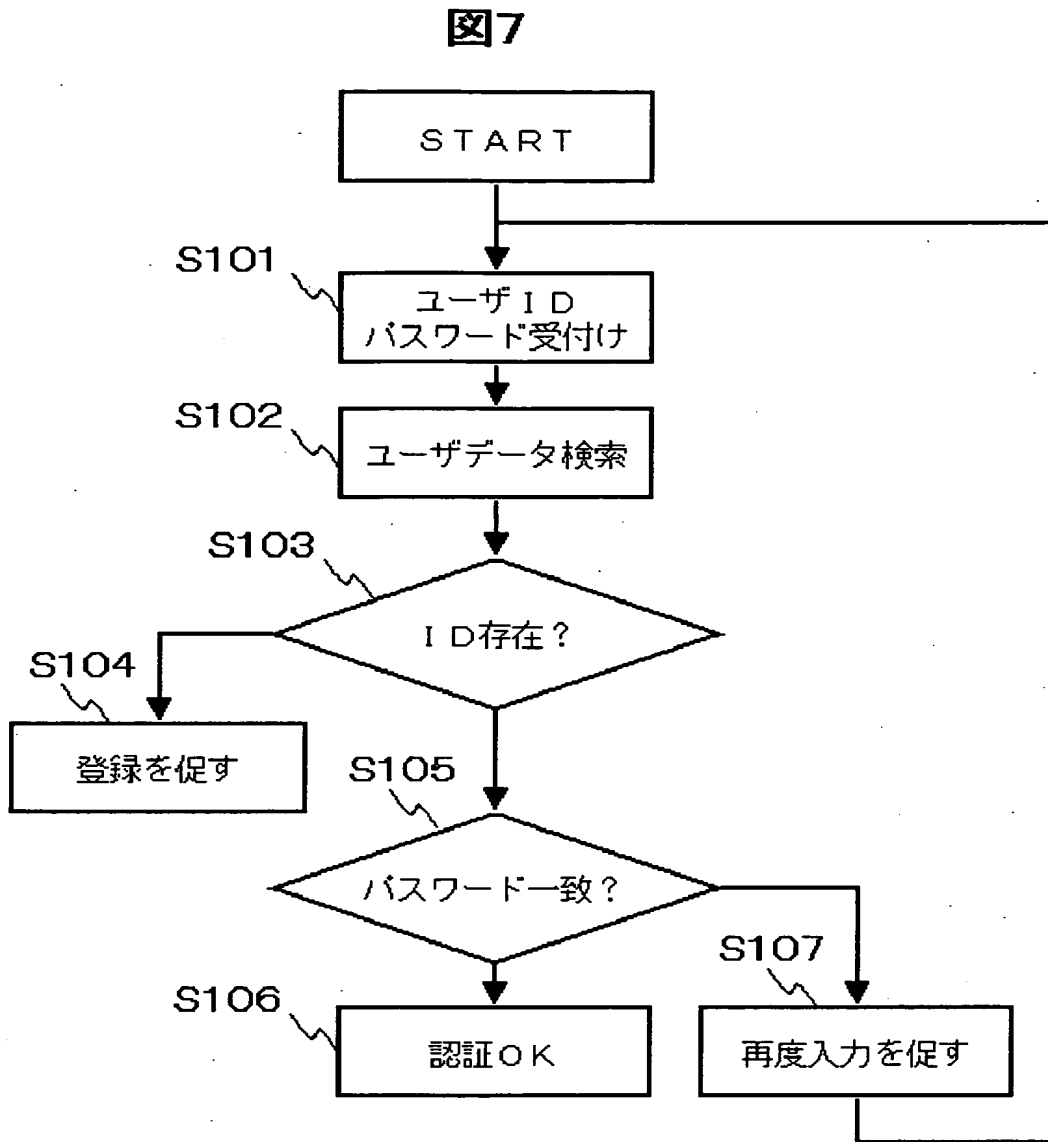 図7
START
S101
ユーザID
パスワード受付け
S102
ユーザデータ検索
S103
ID存在?
S104
登録を促す
S105
パスワード一致?
S106
認証OK
S107
再度入力を促す